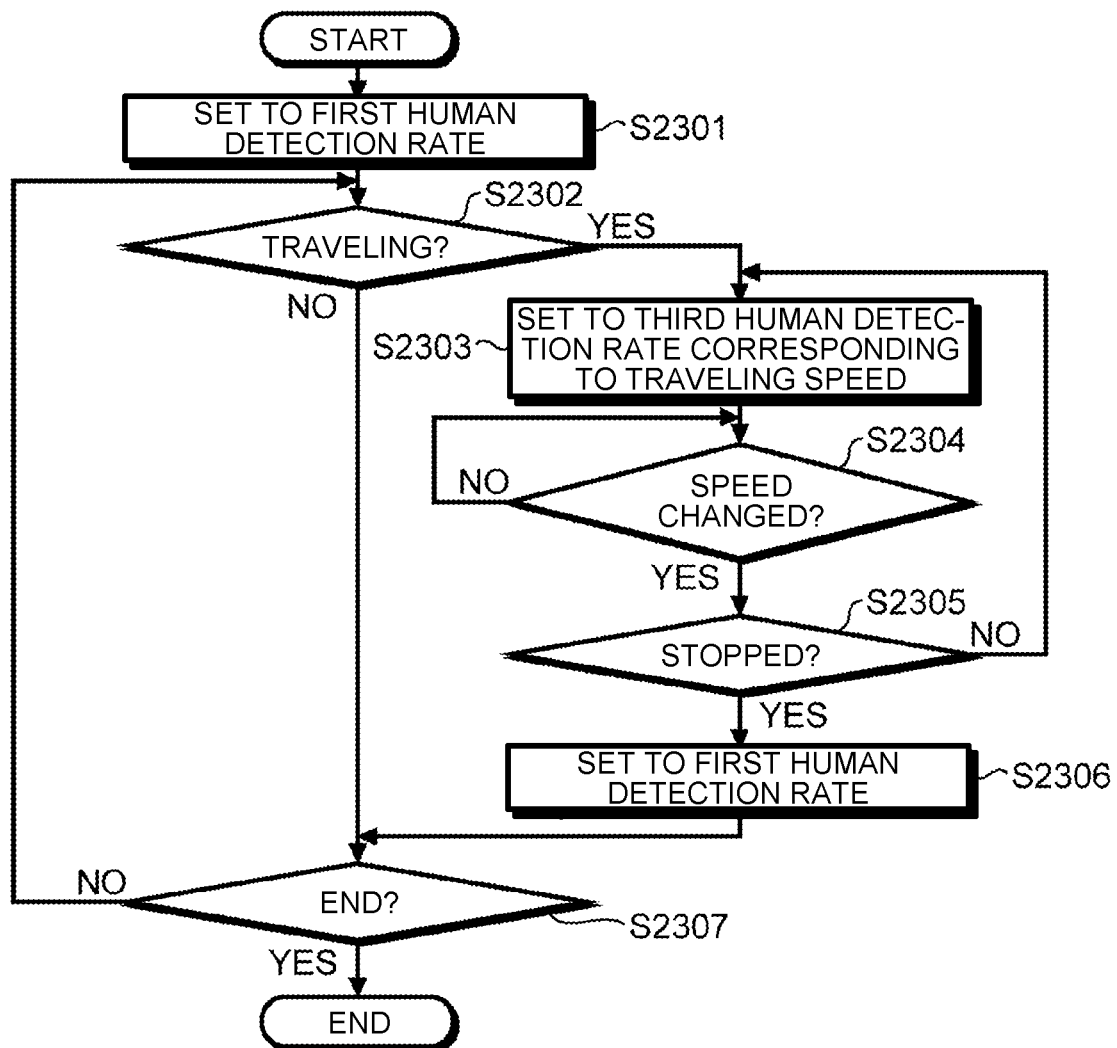 START
SET TO FIRST HUMAN
DETECTION RATE
S2301
S2302
TRAVELING?
YES
NO
SET TO THIRD HUMAN DETEC-
TION RATE CORRESPONDING
TO TRAVELING SPEED
S2303
S2304
SPEED
CHANGED?
NO
YES
S2305
STOPPED?
NO
YES
SET TO FIRST HUMAN
DETECTION RATE
S2306
END?
NO
S2307
YES
END